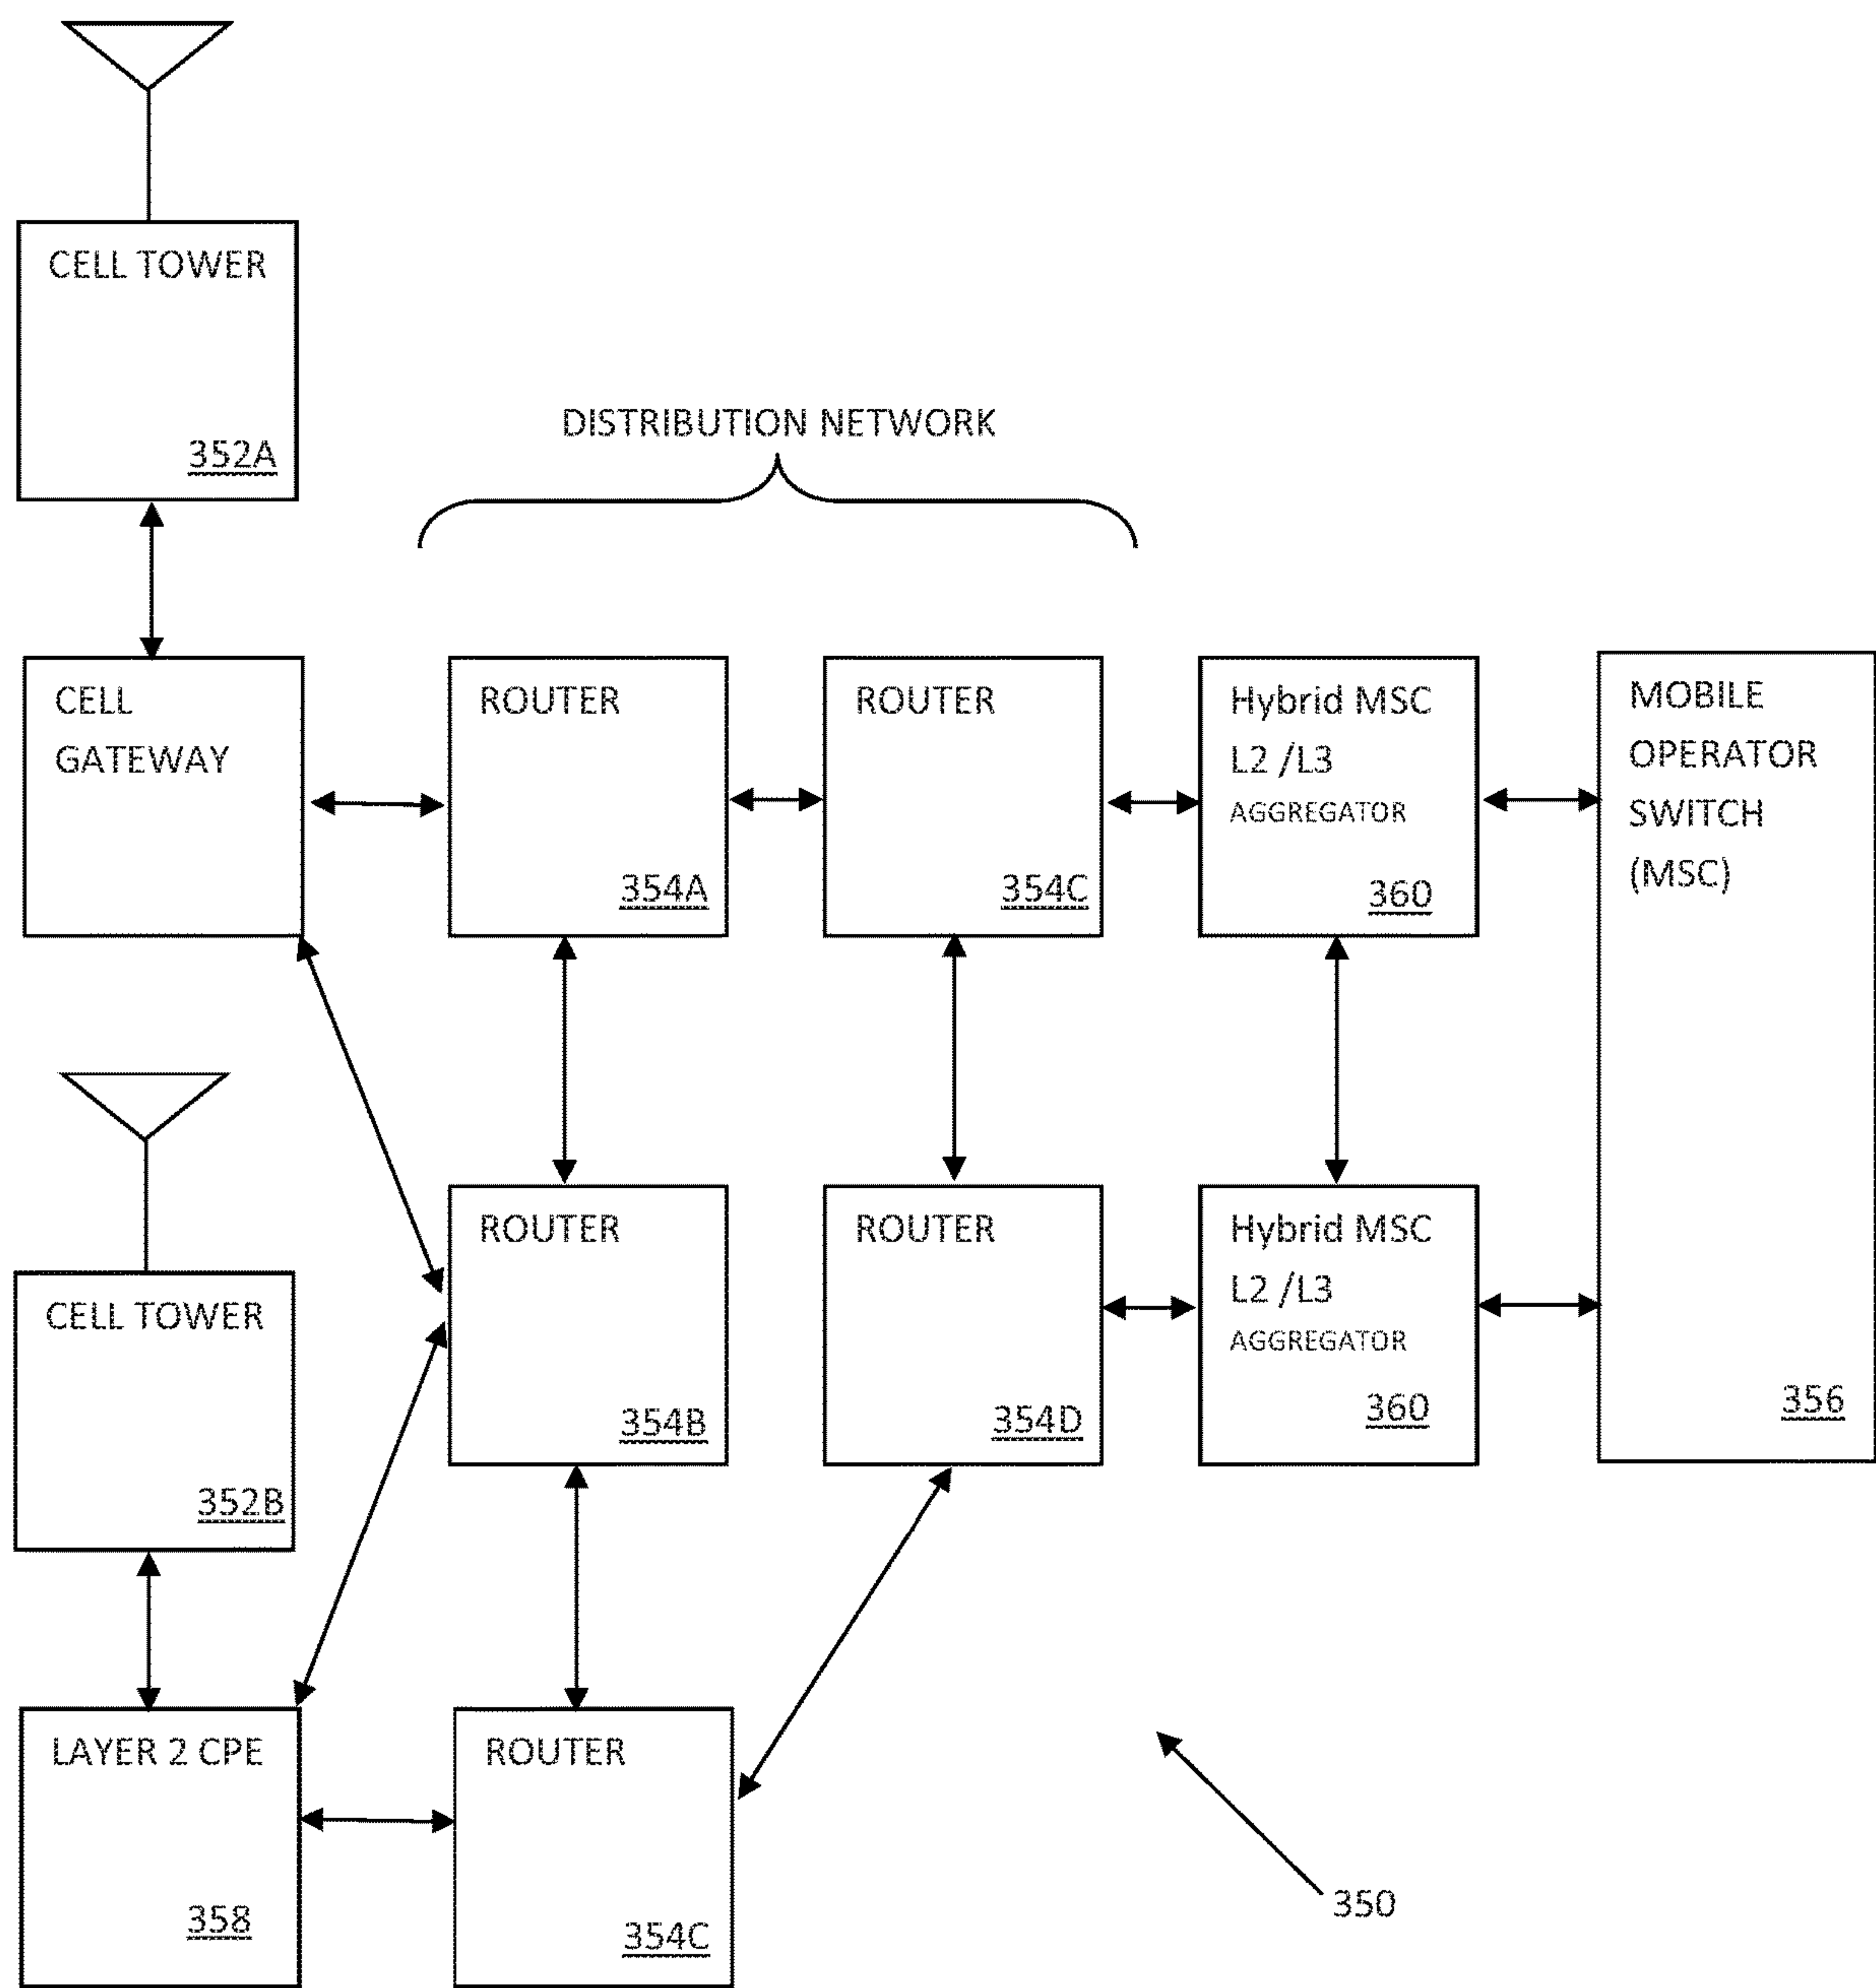 CELL TOWER
352A
DISTRIBUTION NETWORK
CELL
GATEWAY
ROUTER
354A
ROUTER
354C
Hybrid MSC
L2 /L3
AGGREGATOR
360
MOBILE
OPERATOR
SWITCH
(MSC)
356
CELL TOWER
352B
ROUTER
354B
ROUTER
354D
Hybrid MSC
L2 /L3
AGGREGATOR
360
LAYER 2 CPE
358
ROUTER
354C
350